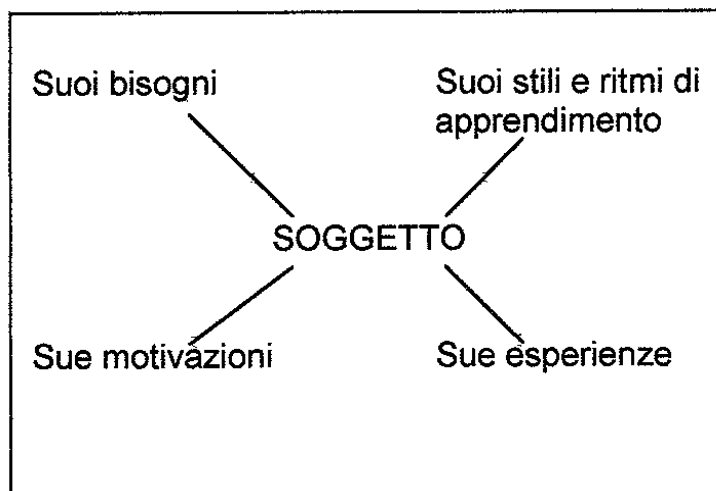 Suoi bisogni
Suoi stili e ritmi di
apprendimento
SOGGETTO
Sue motivazioni
Sue esperienze